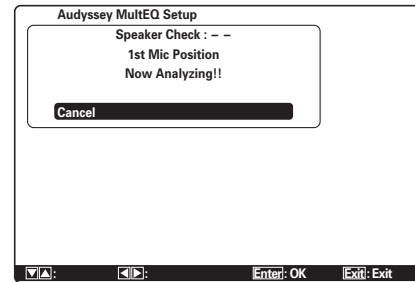 Audyssey MultEQ Setup
Speaker Check : – –
1st Mic Position
Now Analyzing!!
Cancel
▼▲: ◀▶: Enter: OK Exit: Exit